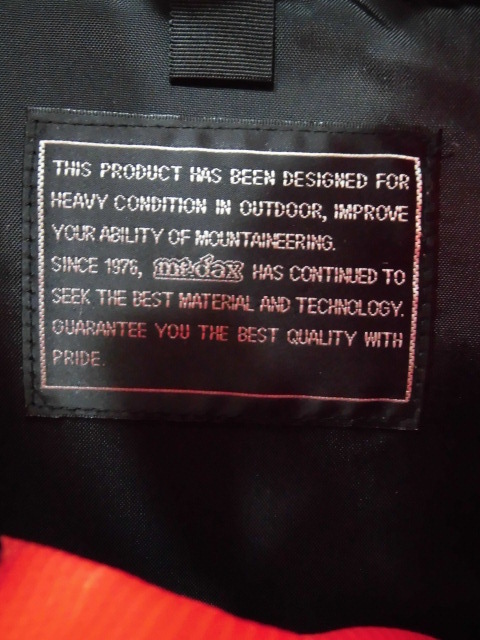 THIS PRODUCT HAS BEEN DESIGNED FOR
HEAVY CONDITION IN OUTDOOR, IMPROVE
YOUR ABILITY OF MOUNTAINEERING.
SINCE 1976, mt.dax HAS CONTINUED TO
SEEK THE BEST MATERIAL AND TECHNOLOGY.
GUARANTEE YOU THE BEST QUALITY WITH
PRIDE.